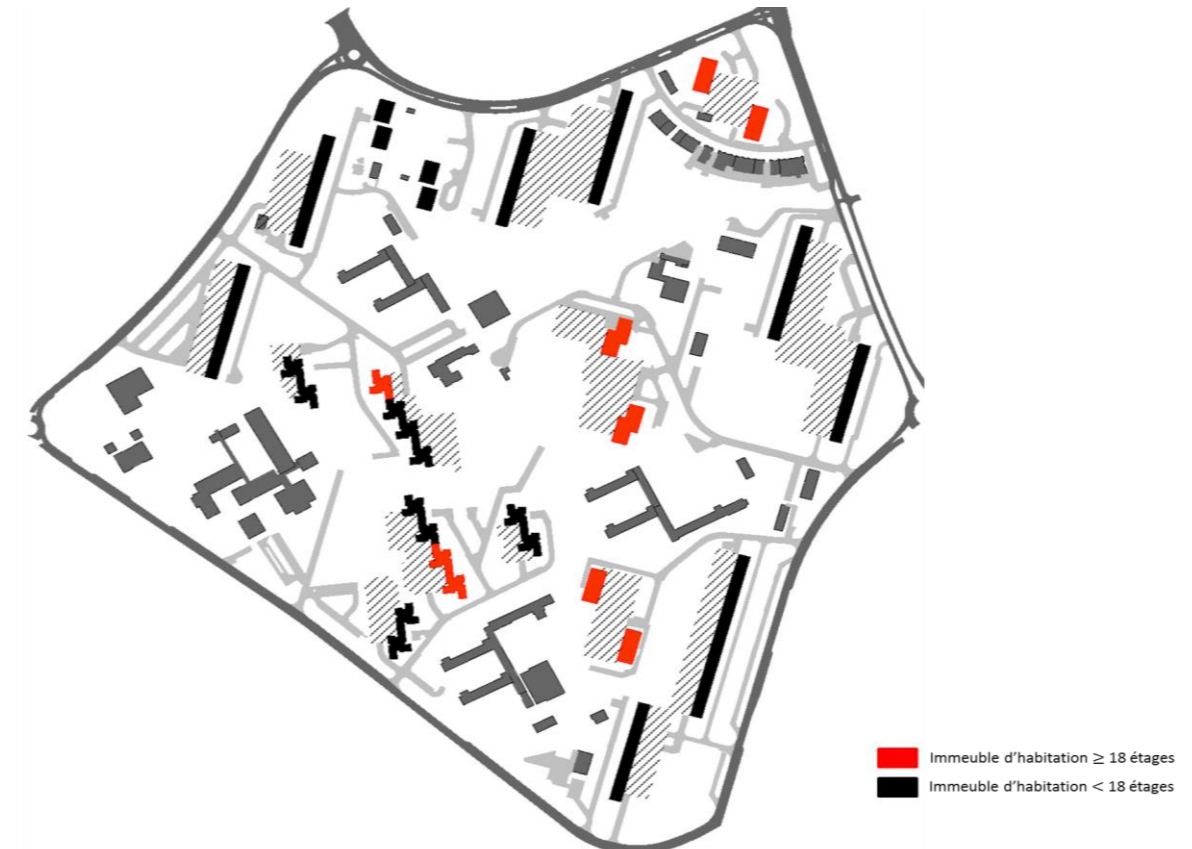 Immeuble d'habitation ≥ 18 étages
Immeuble d'habitation < 18 étages